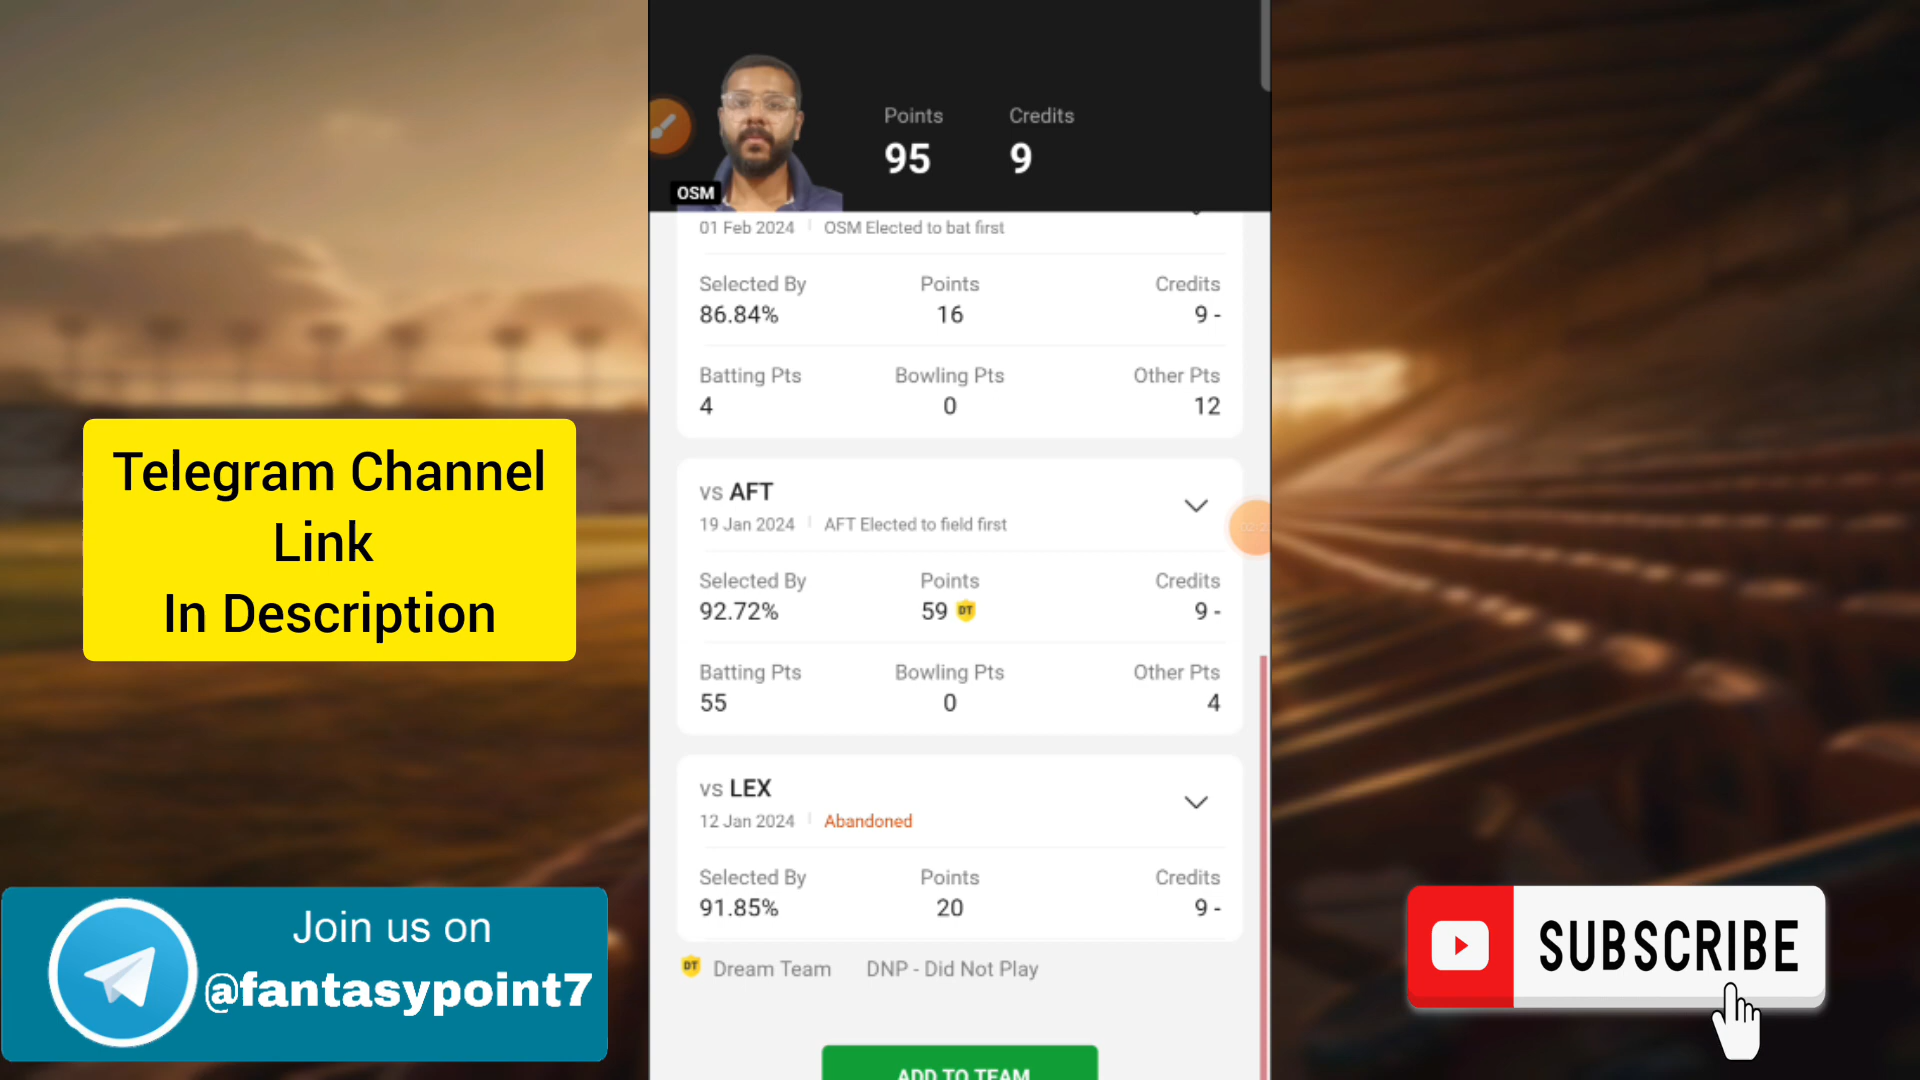 Points
Credits
95
9
OSM
01 Feb 2024 OSM Elected to bat first
Selected By Points Credits
86.84% 16 9 -
Batting Pts Bowling Pts Other Pts
4 0 12
vs AFT
19 Jan 2024 AFT Elected to field first
Selected By Points Credits
92.72% 59 DT 9 -
Batting Pts Bowling Pts Other Pts
55 0 4
vs LEX
12 Jan 2024 Abandoned
Selected By Points Credits
91.85% 20 9 -
DT Dream Team DNP - Did Not Play
ADD TO TEAM
Telegram Channel
Link
In Description
Join us on
@fantasypoint7
SUBSCRIBE